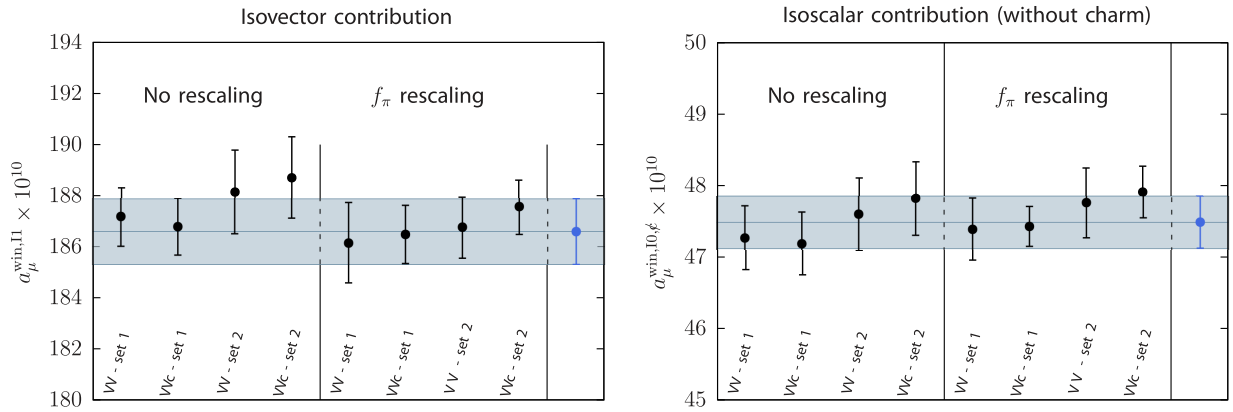 Isovector contribution
194
192
190
188
186
184
182
180
a_μ^{win,I1} × 10^{10}
No rescaling
f_π rescaling
VV - set 1
VVc - set 1
VV - set 2
VVc - set 2
VV - set 1
VVc - set 1
V V - set 2
VVc - set 2
Isoscalar contribution (without charm)
50
49
48
47
46
45
a_μ^{win,I0,c̸} × 10^{10}
No rescaling
f_π rescaling
VV - set 1
VVc - set 1
VV - set 2
VVc - set 2
VV - set 1
VVc - set 1
V V - set 2
VVc - set 2